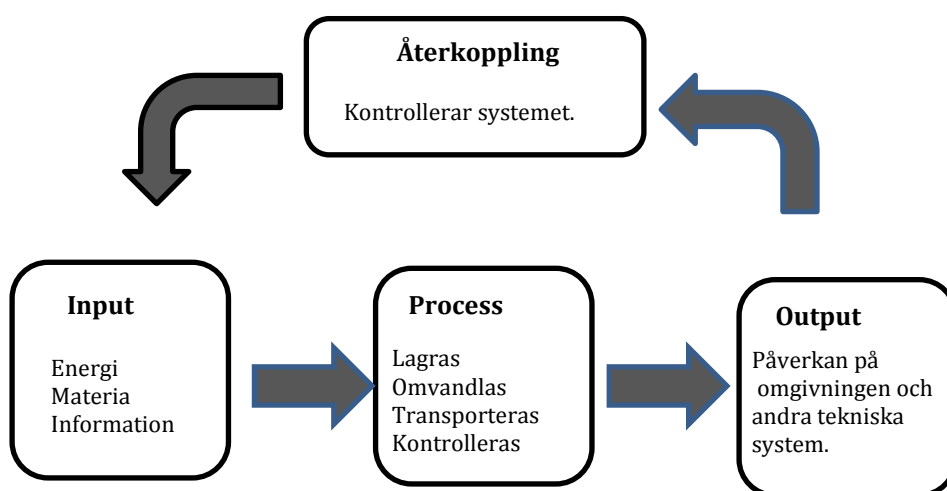 Återkoppling
Kontrollerar systemet.
Input
Energi
Materia
Information
Process
Lagras
Omvandlas
Transporteras
Kontrolleras
Output
Påverkan på
omgivningen och
andra tekniska
system.